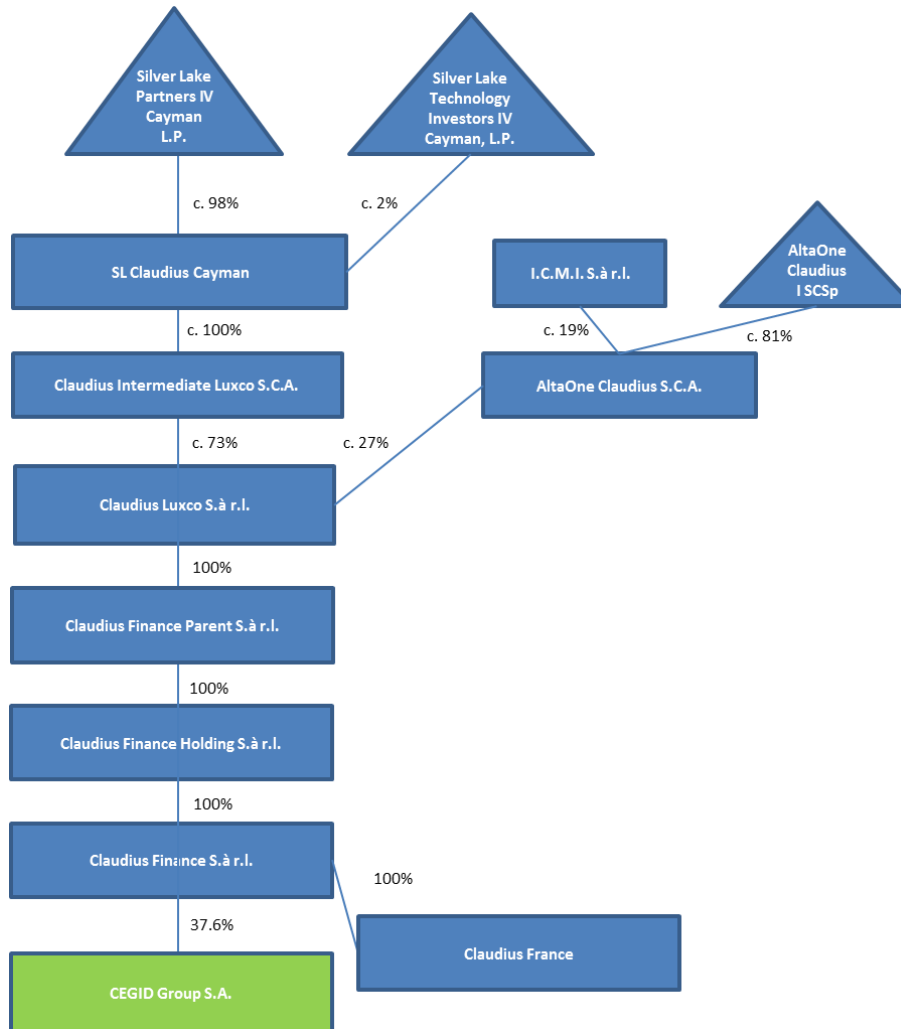 Silver Lake
Partners IV
Cayman
L.P.
Silver Lake
Technology
Investors IV
Cayman, L.P.
c. 98%
c. 2%
SL Claudius Cayman
I.C.M.I. S.à r.l.
AltaOne
Claudius
I SCSp
c. 100%
c. 19%
c. 81%
Claudius Intermediate Luxco S.C.A.
AltaOne Claudius S.C.A.
c. 73%
c. 27%
Claudius Luxco S.à r.l.
100%
Claudius Finance Parent S.à r.l.
100%
Claudius Finance Holding S.à r.l.
100%
Claudius Finance S.à r.l.
100%
37.6%
Claudius France
CEGID Group S.A.